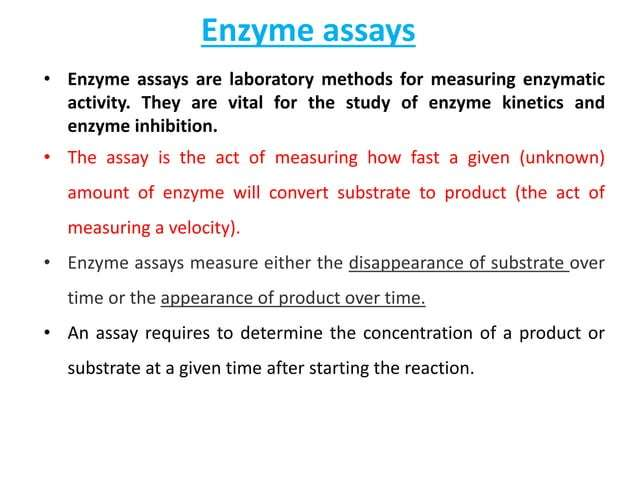 Enzyme assays
• Enzyme assays are laboratory methods for measuring enzymatic
activity. They are vital for the study of enzyme kinetics and
enzyme inhibition.
• The assay is the act of measuring how fast a given (unknown)
amount of enzyme will convert substrate to product (the act of
measuring a velocity).
• Enzyme assays measure either the disappearance of substrate over
time or the appearance of product over time.
• An assay requires to determine the concentration of a product or
substrate at a given time after starting the reaction.